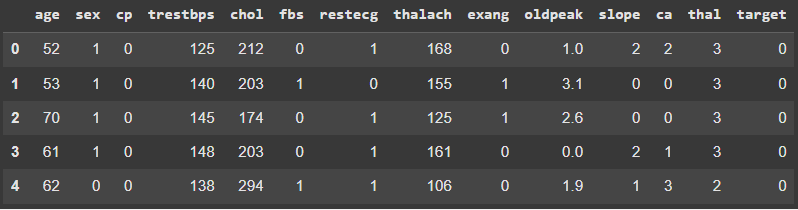 age sex cp trestbps chol fbs restecg thalach exang oldpeak slope ca thal target
0 52 1 0 125 212 0 1 168 0 1.0 2 2 3 0
1 53 1 0 140 203 1 0 155 1 3.1 0 0 3 0
2 70 1 0 145 174 0 1 125 1 2.6 0 0 3 0
3 61 1 0 148 203 0 1 161 0 0.0 2 1 3 0
4 62 0 0 138 294 1 1 106 0 1.9 1 3 2 0